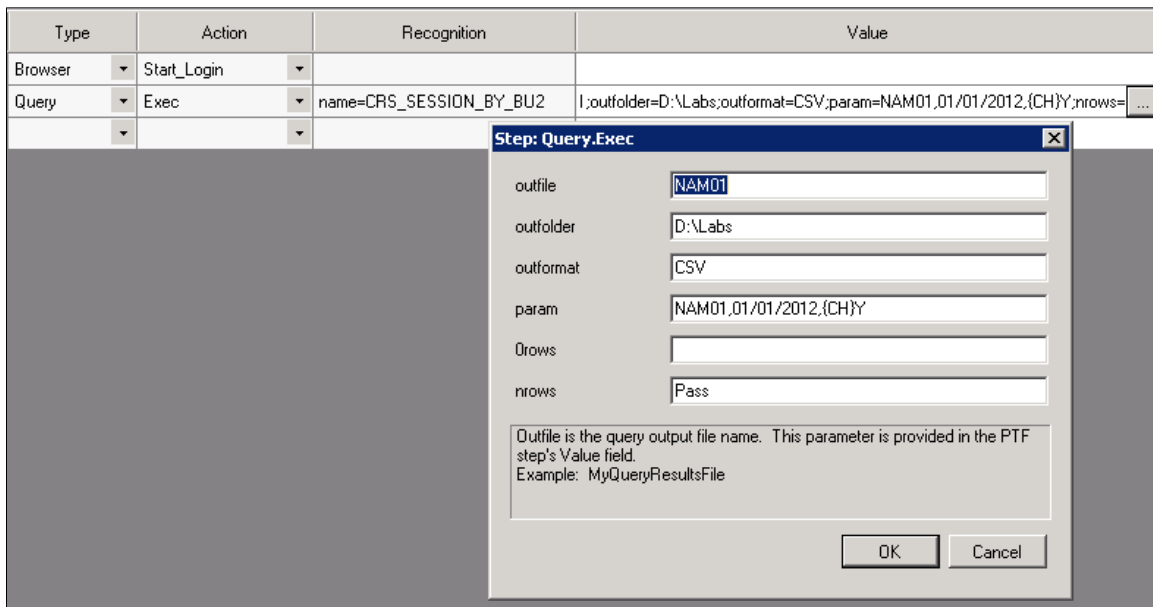 Type Action Recognition Value
Browser Start_Login
Query Exec name=CRS_SESSION_BY_BU2 ;outfolder=D:\Labs;outformat=CSV;param=NAM01,01/01/2012,{CH}Y;nrows= ...
Step: Query.Exec
outfile NAM01
outfolder D:\Labs
outformat CSV
param NAM01,01/01/2012,{CH}Y
0rows
nrows Pass
Outfile is the query output file name. This parameter is provided in the PTF
step's Value field.
Example: MyQueryResultsFile
OK Cancel